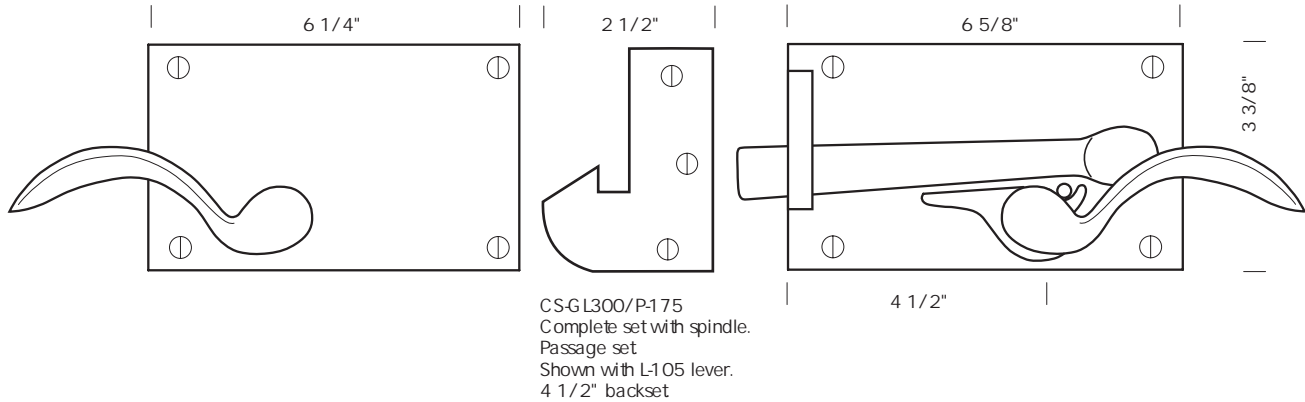 6 1/4"
2 1/2"
6 5/8"
3 3/8"
4 1/2"
CS-GL300/P-175
Complete set with spindle.
Passage set.
Shown with L-105 lever.
4 1/2" backset.